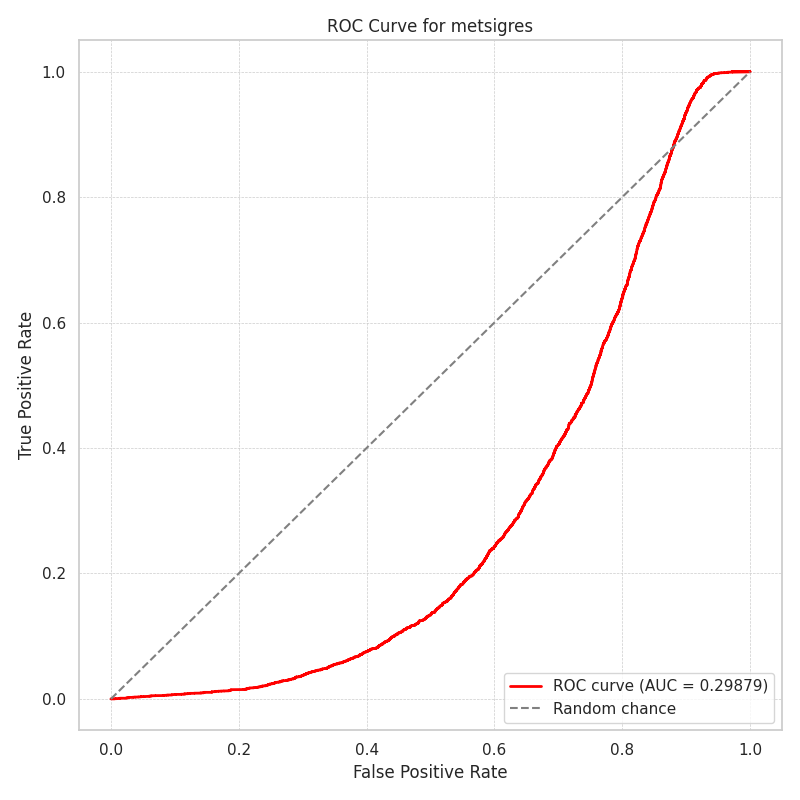 ROC Curve for metsigres
1.0
0.8
0.6
0.4
0.2
0.0
True Positive Rate
ROC curve (AUC = 0.29879)
Random chance
0.0 0.2 0.4 0.6 0.8 1.0
False Positive Rate